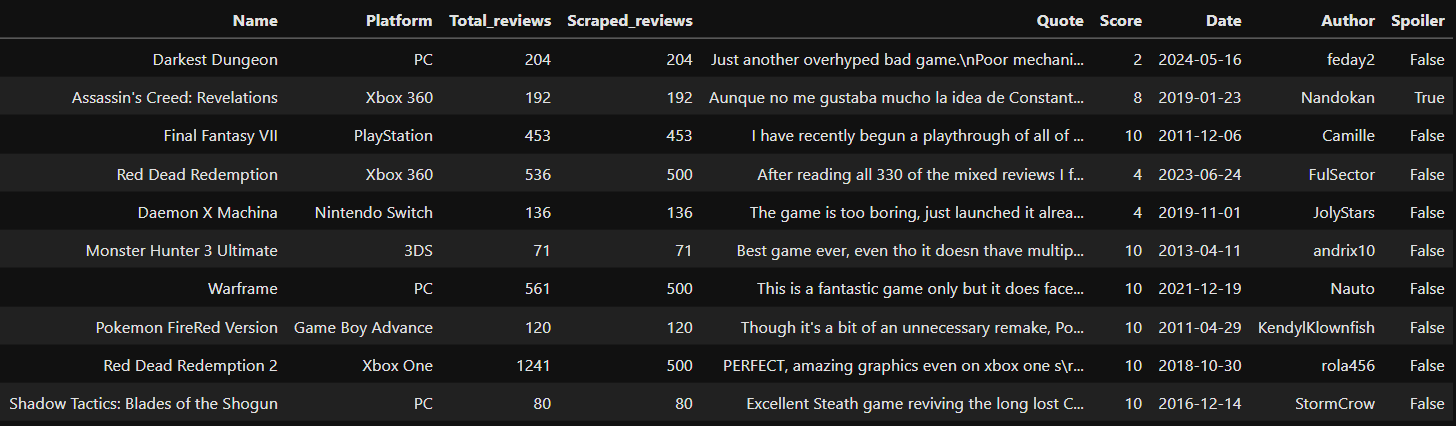 Name Platform Total_reviews Scraped_reviews Quote Score Date Author Spoiler
Darkest Dungeon PC 204 204 Just another overhyped bad game.\nPoor mechani... 2 2024-05-16 feday2 False
Assassin's Creed: Revelations Xbox 360 192 192 Aunque no me gustaba mucho la idea de Constant... 8 2019-01-23 Nandokan True
Final Fantasy VII PlayStation 453 453 I have recently begun a playthrough of all of ... 10 2011-12-06 Camille False
Red Dead Redemption Xbox 360 536 500 After reading all 330 of the mixed reviews I f... 4 2023-06-24 FulSector False
Daemon X Machina Nintendo Switch 136 136 The game is too boring, just launched it alrea... 4 2019-11-01 JolyStars False
Monster Hunter 3 Ultimate 3DS 71 71 Best game ever, even tho it doesn thave multip... 10 2013-04-11 andrix10 False
Warframe PC 561 500 This is a fantastic game only but it does face... 10 2021-12-19 Nauto False
Pokemon FireRed Version Game Boy Advance 120 120 Though it's a bit of an unnecessary remake, Po... 10 2011-04-29 KendylKlownfish False
Red Dead Redemption 2 Xbox One 1241 500 PERFECT, amazing graphics even on xbox one s\r... 10 2018-10-30 rola456 False
Shadow Tactics: Blades of the Shogun PC 80 80 Excellent Steath game reviving the long lost C... 10 2016-12-14 StormCrow False